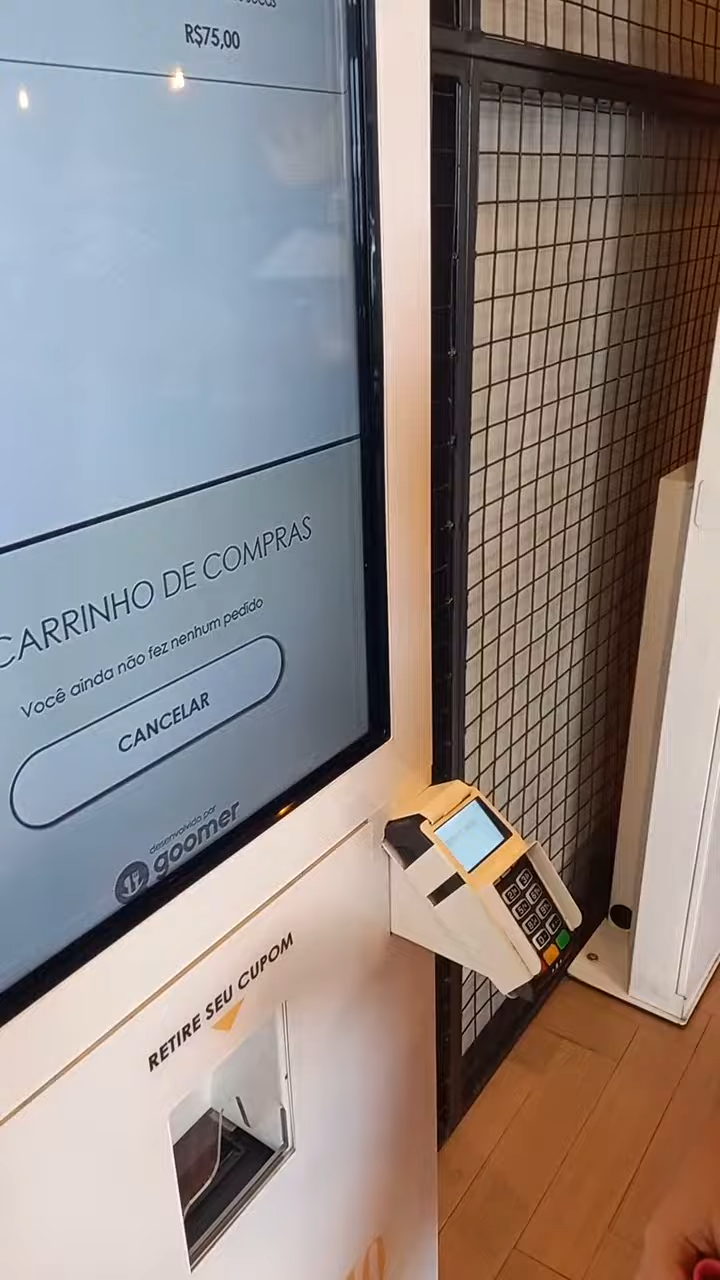 R$75,00
CARRINHO DE COMPRAS
Você ainda não fez nenhum pedido
CANCELAR
desenvolvido por
goomer
RETIRE SEU CUPOM